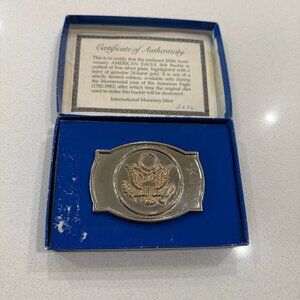 Certificate of Authenticity
This is to certify that the enclosed 200th Anni-
versary AMERICAN EAGLE Belt Buckle is
crafted of fine silver plate, highlighted with a
layer of genuine 24-karat gold. It is one of a
strictly limited edition, available only during
the Bicentennial year of the American Eagle
(1782-1982) after which time the original dies
used to strike this buckle will be destroyed.
International Monetary Mint